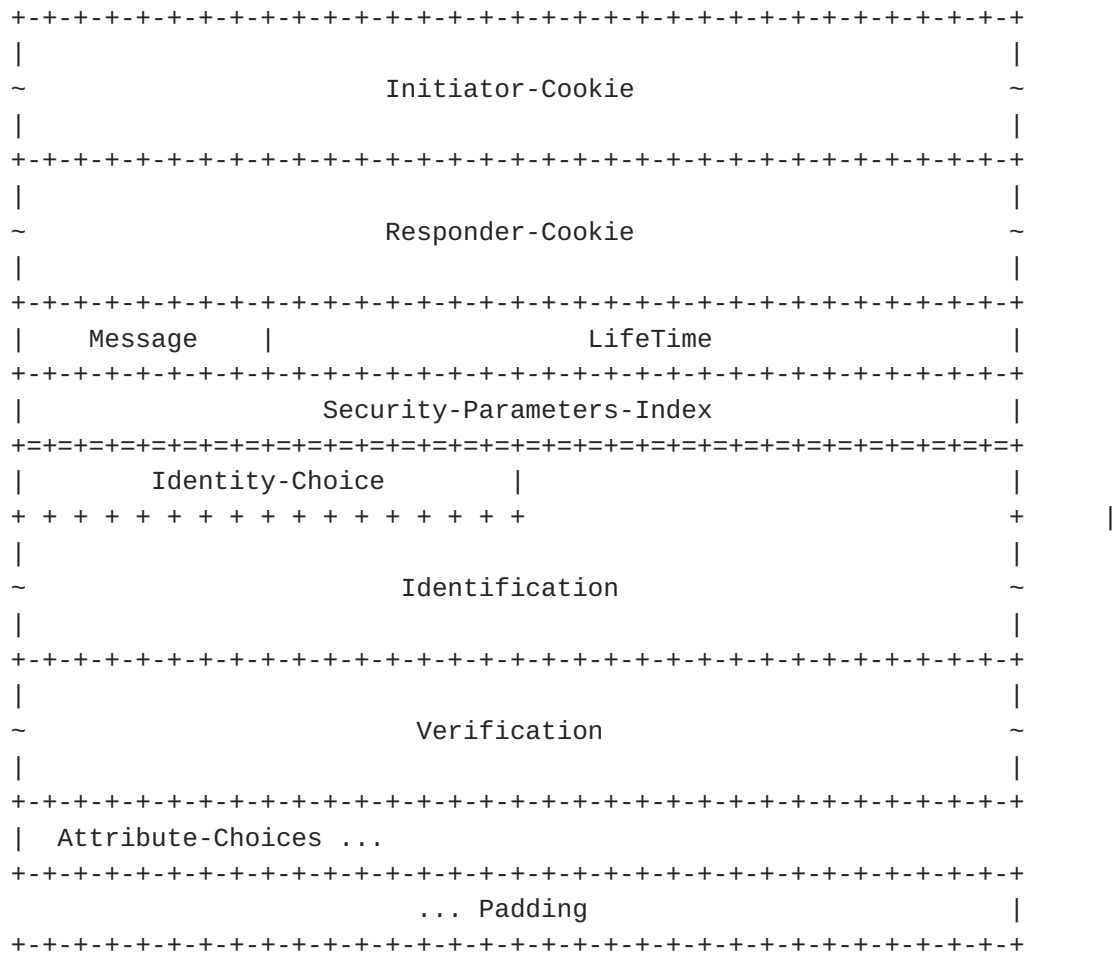 +-+-+-+-+-+-+-+-+-+-+-+-+-+-+-+-+-+-+-+-+-+-+-+-+-+-+-+-+-+-+-+-+
|                                                               |
~                       Initiator-Cookie                        ~
|                                                               |
+-+-+-+-+-+-+-+-+-+-+-+-+-+-+-+-+-+-+-+-+-+-+-+-+-+-+-+-+-+-+-+-+
|                                                               |
~                       Responder-Cookie                        ~
|                                                               |
+-+-+-+-+-+-+-+-+-+-+-+-+-+-+-+-+-+-+-+-+-+-+-+-+-+-+-+-+-+-+-+-+
|    Message    |                    LifeTime                   |
+-+-+-+-+-+-+-+-+-+-+-+-+-+-+-+-+-+-+-+-+-+-+-+-+-+-+-+-+-+-+-+-+
|                   Security-Parameters-Index                   |
+=+=+=+=+=+=+=+=+=+=+=+=+=+=+=+=+=+=+=+=+=+=+=+=+=+=+=+=+=+=+=+=+
|        Identity-Choice        |                               |
+ + + + + + + + + + + + + + + + +                               +     |
|                                                               |
~                        Identification                         ~
|                                                               |
+-+-+-+-+-+-+-+-+-+-+-+-+-+-+-+-+-+-+-+-+-+-+-+-+-+-+-+-+-+-+-+-+
|                                                               |
~                         Verification                          ~
|                                                               |
+-+-+-+-+-+-+-+-+-+-+-+-+-+-+-+-+-+-+-+-+-+-+-+-+-+-+-+-+-+-+-+-+
|  Attribute-Choices ...
+-+-+-+-+-+-+-+-+-+-+-+-+-+-+-+-+-+-+-+-+-+-+-+-+-+-+-+-+-+-+-+-+
                          ... Padding                           |
+-+-+-+-+-+-+-+-+-+-+-+-+-+-+-+-+-+-+-+-+-+-+-+-+-+-+-+-+-+-+-+-+